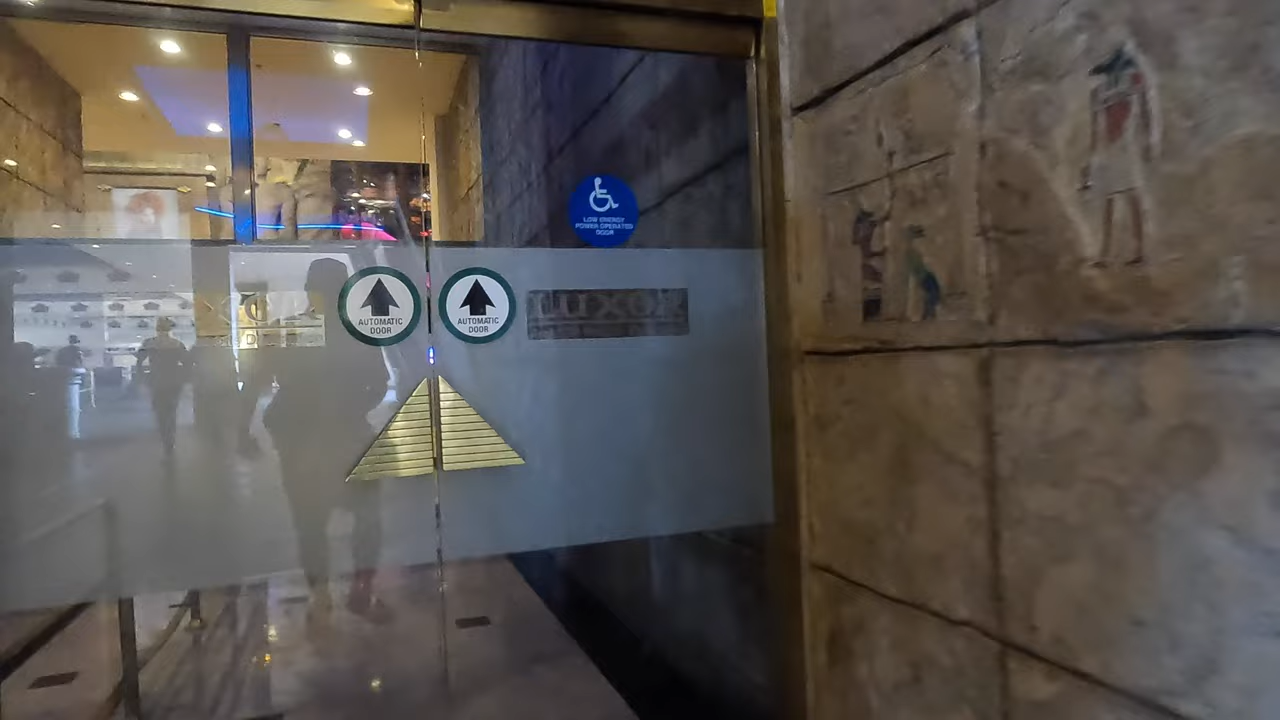 LOW ENERGY
POWER OPERATED
DOOR
AUTOMATIC
DOOR
AUTOMATIC
DOOR
LUXOR